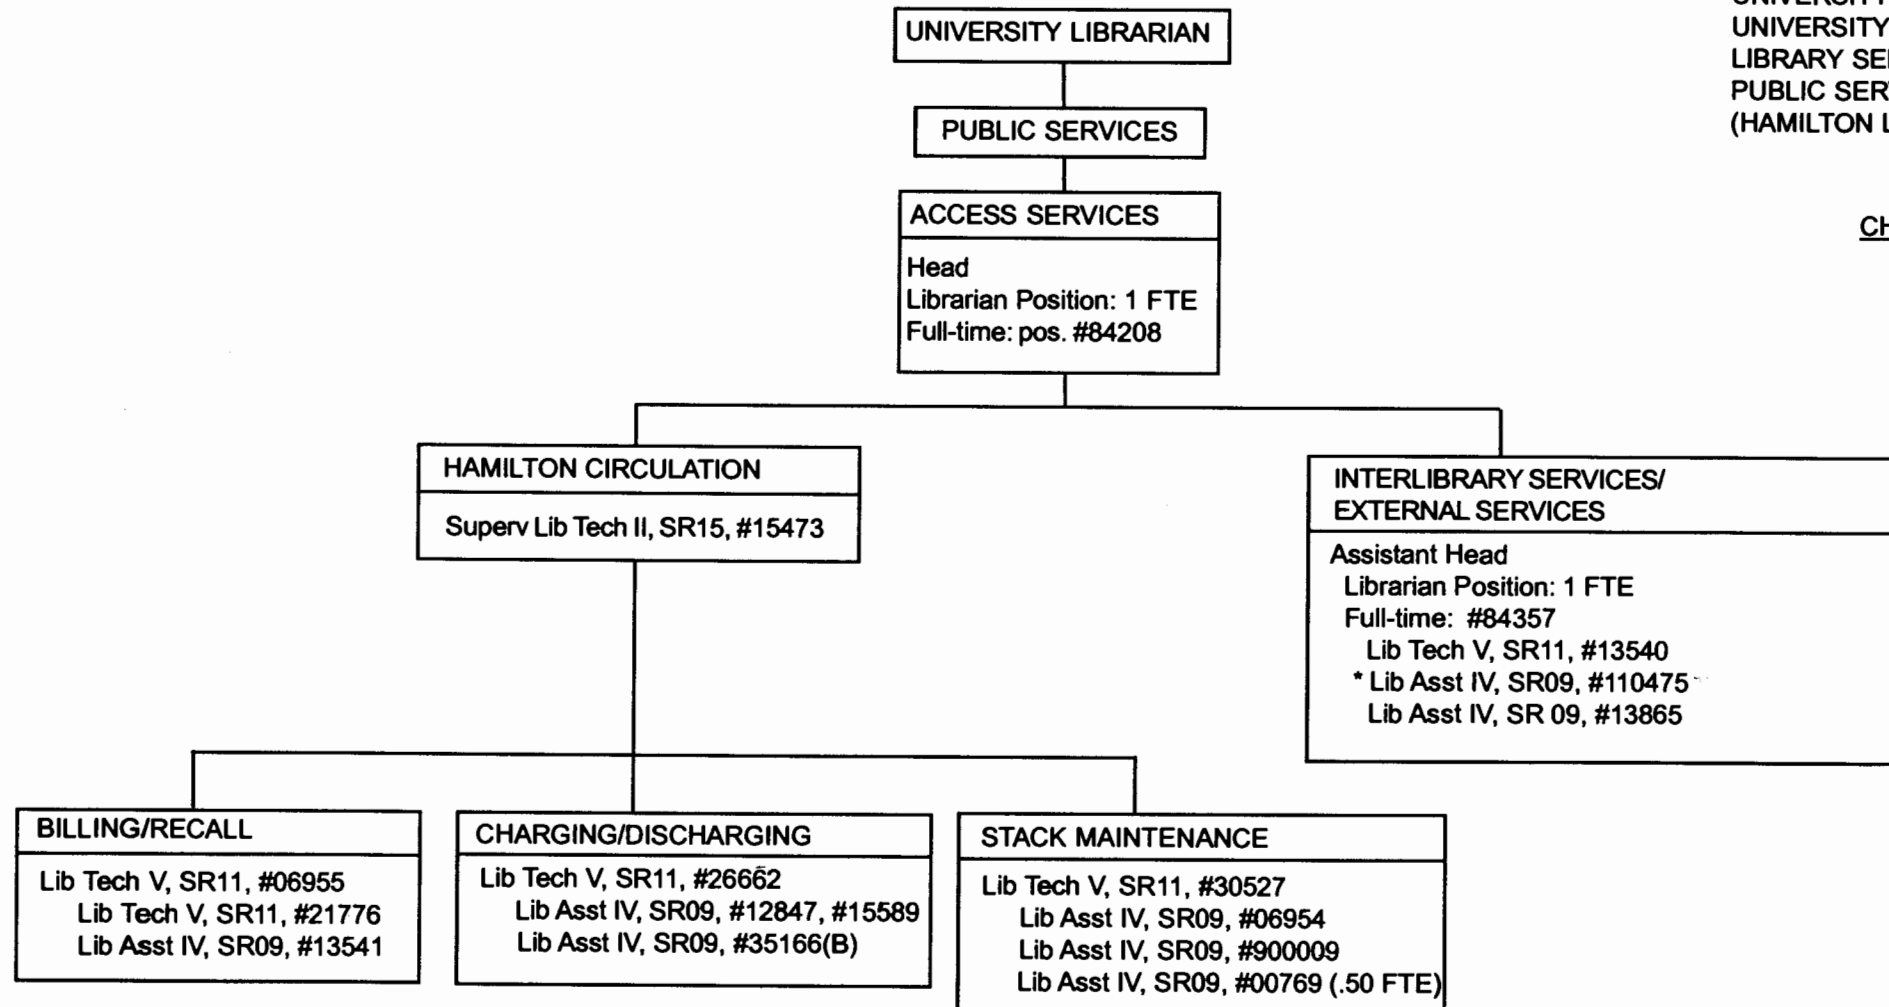 UNIVERSITY LIBRARIAN
PUBLIC SERVICES
ACCESS SERVICES
Head
Librarian Position: 1 FTE
Full-time: pos. #84208
UNIVERSITY
UNIVERSITY
LIBRARY
PUBLIC
(HAMILTON
HAMILTON CIRCULATION
Superv Lib Tech II, SR15, #15473
INTERLIBRARY SERVICES/
EXTERNAL SERVICES
Assistant Head
Librarian Position: 1 FTE
Full-time: #84357
Lib Tech V, SR11, #13540
* Lib Asst IV, SR09, #110475
Lib Asst IV, SR 09, #13865
BILLING/RECALL
Lib Tech V, SR11, #06955
Lib Tech V, SR11, #21776
Lib Asst IV, SR09, #13541
CHARGING/DISCHARGING
Lib Tech V, SR11, #26662
Lib Asst IV, SR09, #12847, #15589
Lib Asst IV, SR09, #35166(B)
STACK MAINTENANCE
Lib Tech V, SR11, #30527
Lib Asst IV, SR09, #06954
Lib Asst IV, SR09, #900009
Lib Asst IV, SR09, #00769 (.50 FTE)